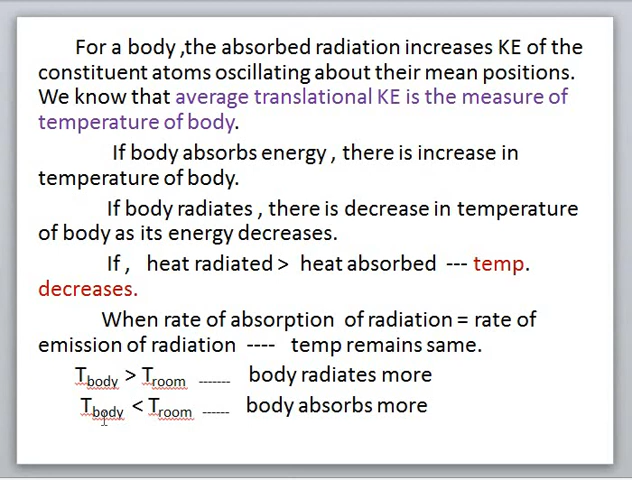 For a body ,the absorbed radiation increases KE of the
constituent atoms oscillating about their mean positions.
We know that average translational KE is the measure of
temperature of body.
If body absorbs energy , there is increase in
temperature of body.
If body radiates , there is decrease in temperature
of body as its energy decreases.
If , heat radiated > heat absorbed --- temp.
decreases.
When rate of absorption of radiation = rate of
emission of radiation ---- temp remains same.
Tbody > Troom ------- body radiates more
Tbody < Troom ------ body absorbs more